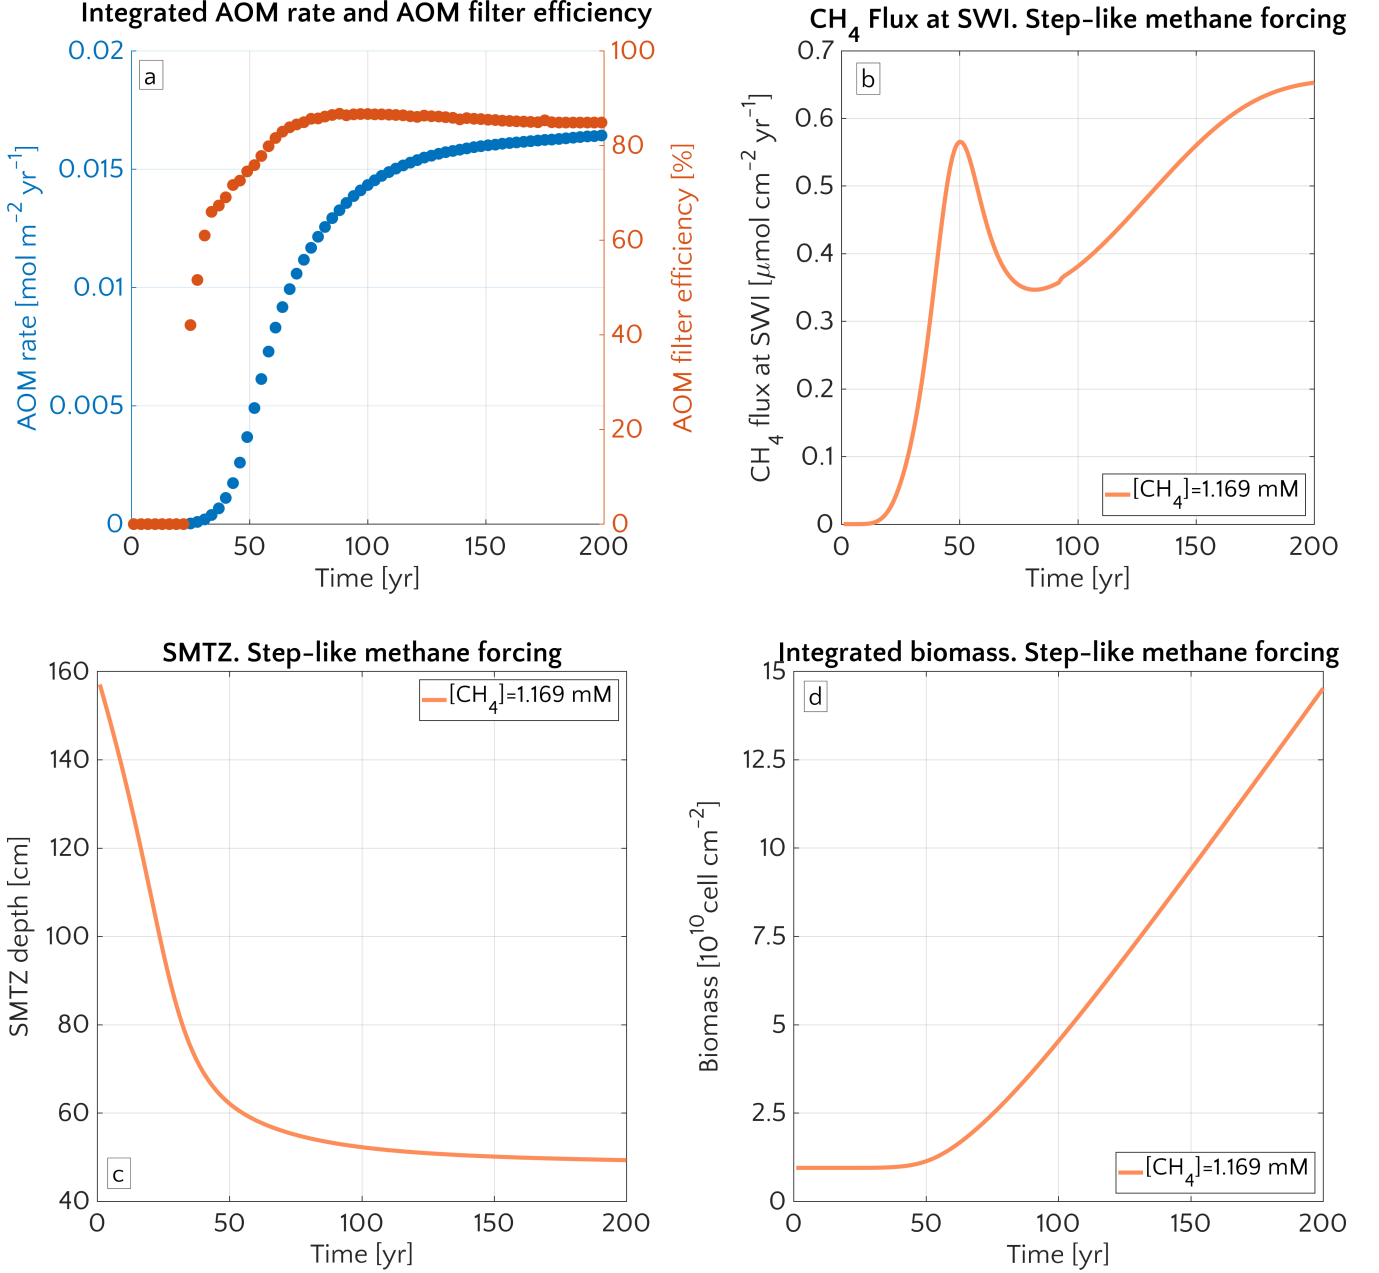 Integrated AOM rate and AOM filter efficiency
a
0.02
0.015
0.01
0.005
0
AOM rate [mol m⁻² yr⁻¹]
100
80
60
40
20
0
AOM filter efficiency [%]
0 50 100 150 200
Time [yr]
CH₄ Flux at SWI. Step-like methane forcing
b
0.7
0.6
0.5
0.4
0.3
0.2
0.1
0
CH₄ flux at SWI [μmol cm⁻² yr⁻¹]
[CH₄]=1.169 mM
0 50 100 150 200
Time [yr]
SMTZ. Step-like methane forcing
[CH₄]=1.169 mM
160
140
120
100
80
60
40
SMTZ depth [cm]
c
0 50 100 150 200
Time [yr]
Integrated biomass. Step-like methane forcing
d
15
12.5
10
7.5
5
2.5
0
Biomass [10¹⁰cell cm⁻²]
[CH₄]=1.169 mM
0 50 100 150 200
Time [yr]